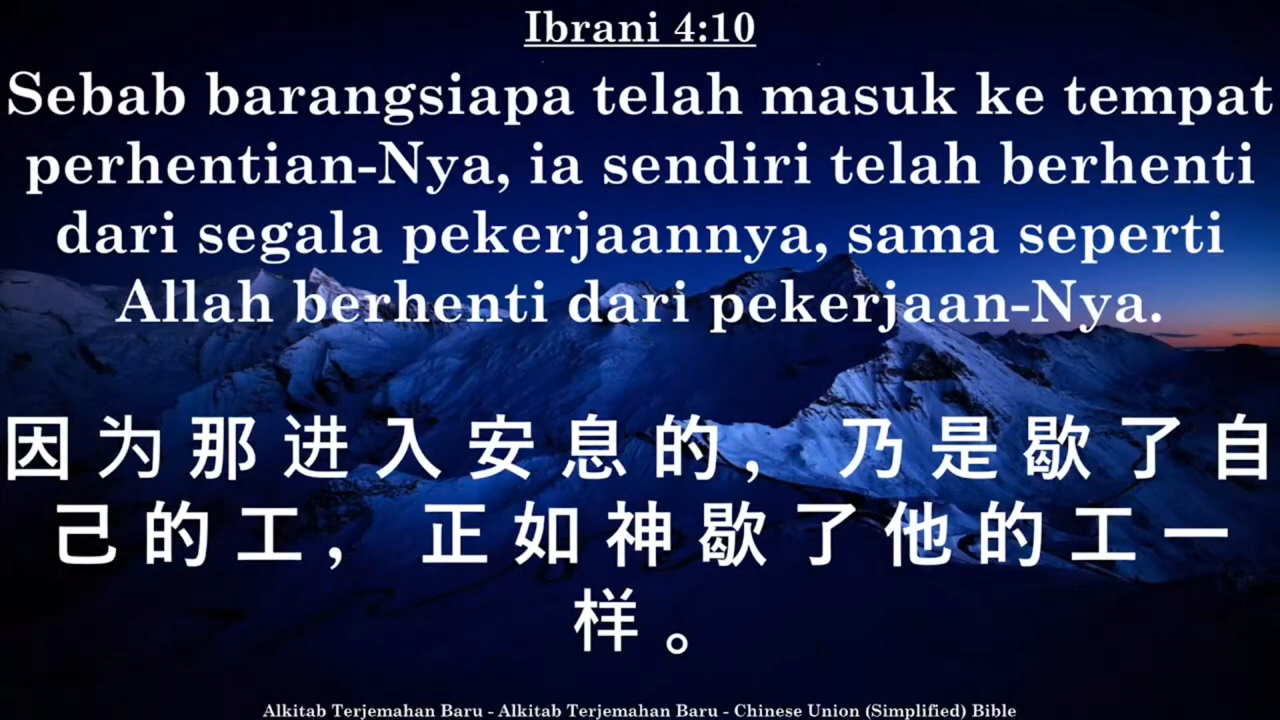 Ibrani 4:10
Sebab barangsiapa telah masuk ke tempat
perhentian-Nya, ia sendiri telah berhenti
dari segala pekerjaannya, sama seperti
Allah berhenti dari pekerjaan-Nya.
因为那进入安息的,乃是歇了自
己的工,正如神歇了他的工一
样。
Alkitab Terjemahan Baru - Alkitab Terjemahan Baru - Chinese Union (Simplified) Bible